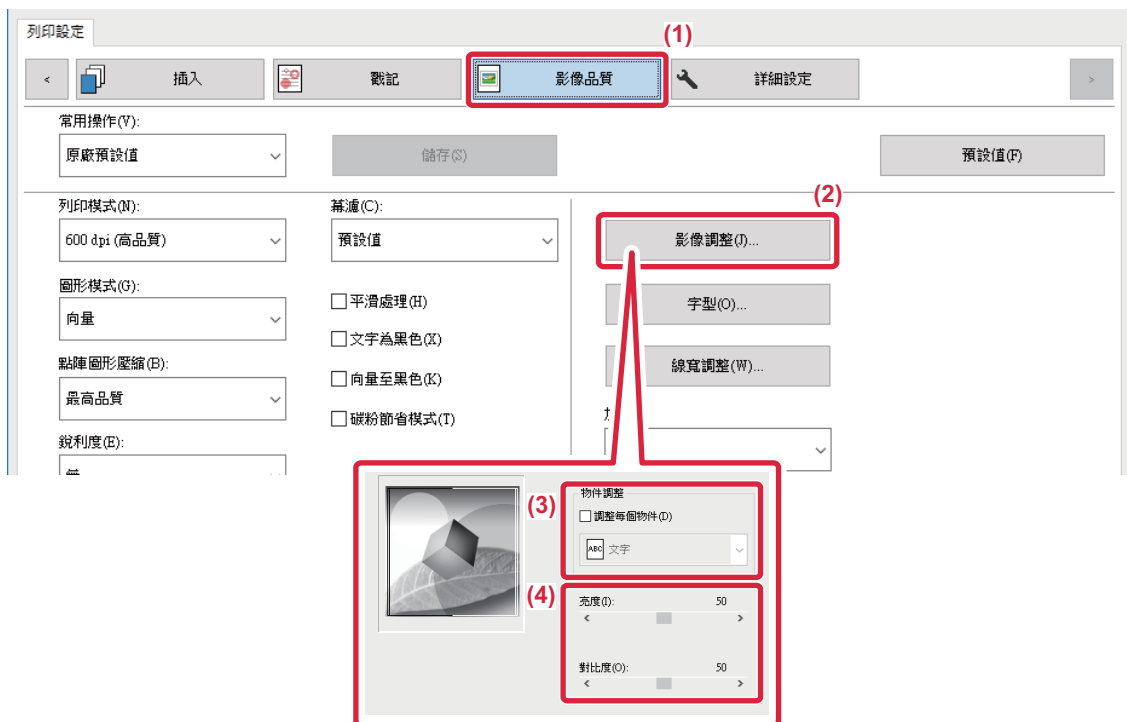 列印設定
(1)
<
插入
戳記
影像品質
詳細設定
>
常用操作(V):
原廠預設值
儲存(S)
預設值(F)
(2)
列印模式(N):
600 dpi (高品質)
幕濾(C):
預設值
影像調整(J)...
圖形模式(G):
向量
平滑處理(H)
字型(O)...
文字為黑色(X)
點陣圖形壓縮(B):
最高品質
向量至黑色(K)
線寬調整(W)...
碳粉節省模式(T)
銳利度(E):
(3)
物件調整
調整每個物件(D)
ABC 文字
(4)
亮度(I): 50
< >
對比度(O): 50
< >